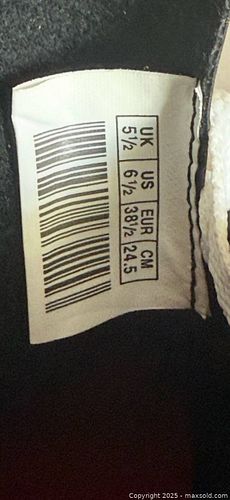 UK US EUR CM
5½ 6½ 38½ 24.5
Copyright 2025 - maxsold.com